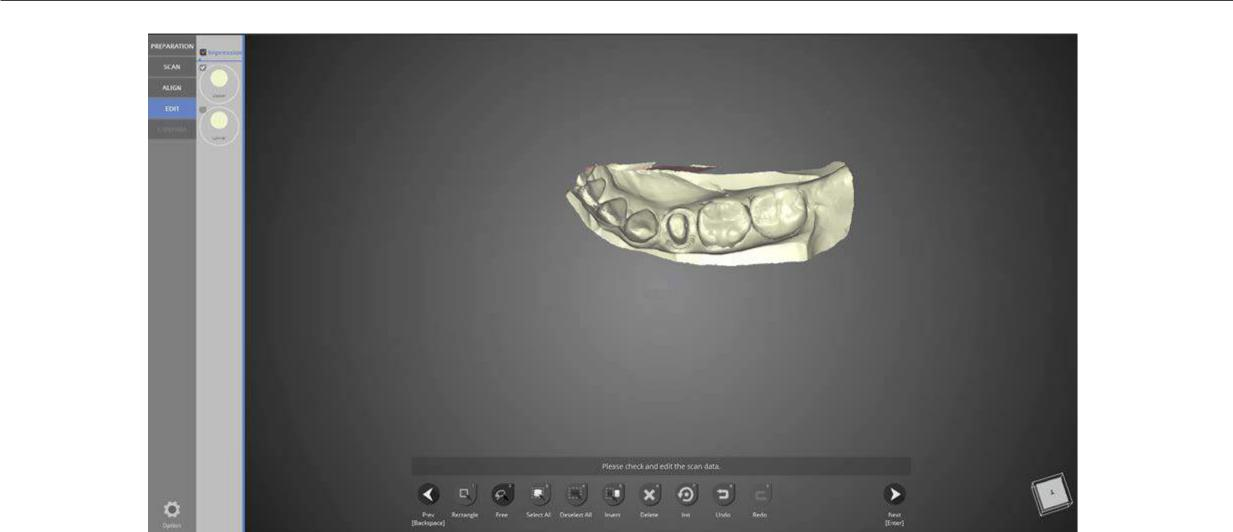 PREPARATION
Impression
SCAN
ALIGN
EDIT
Please check and edit the scan data.
Prev
[Backspace]
Rectangle
Free
Select All
Deselect All
Invert
Delete
Init
Undo
Redo
Next
[Enter]
Option